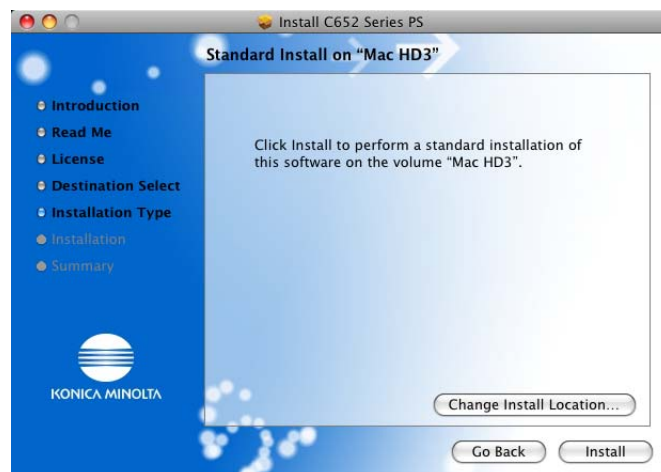 Install C652 Series PS
Standard Install on “Mac HD3”
Introduction
Read Me
License
Destination Select
Installation Type
Installation
Summary
Click Install to perform a standard installation of
this software on the volume “Mac HD3”.
KONICA MINOLTA
Change Install Location...
Go Back
Install